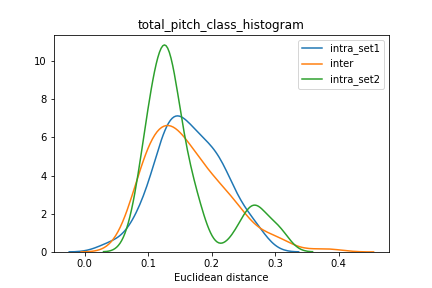 total_pitch_class_histogram
intra_set1
inter
intra_set2
10
8
6
4
2
0
0.0 0.1 0.2 0.3 0.4
Euclidean distance